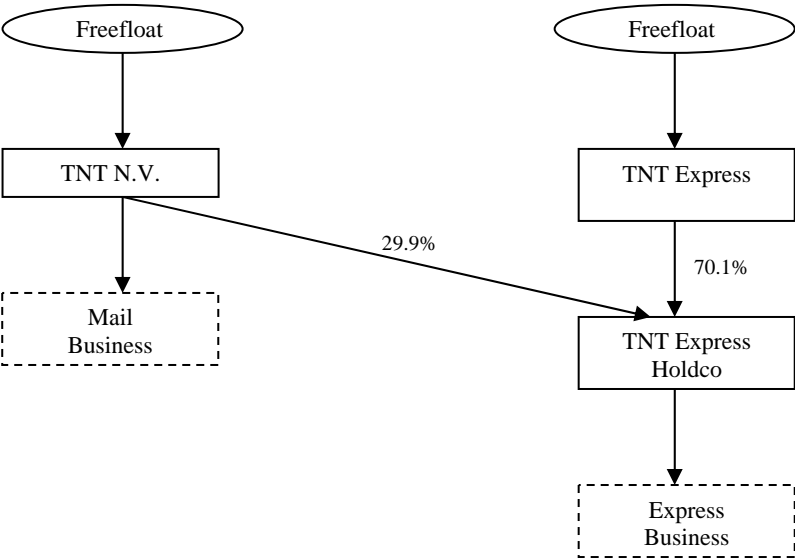 Freefloat
Freefloat
TNT N.V.
TNT Express
29.9%
70.1%
Mail
Business
TNT Express
Holdco
Express
Business